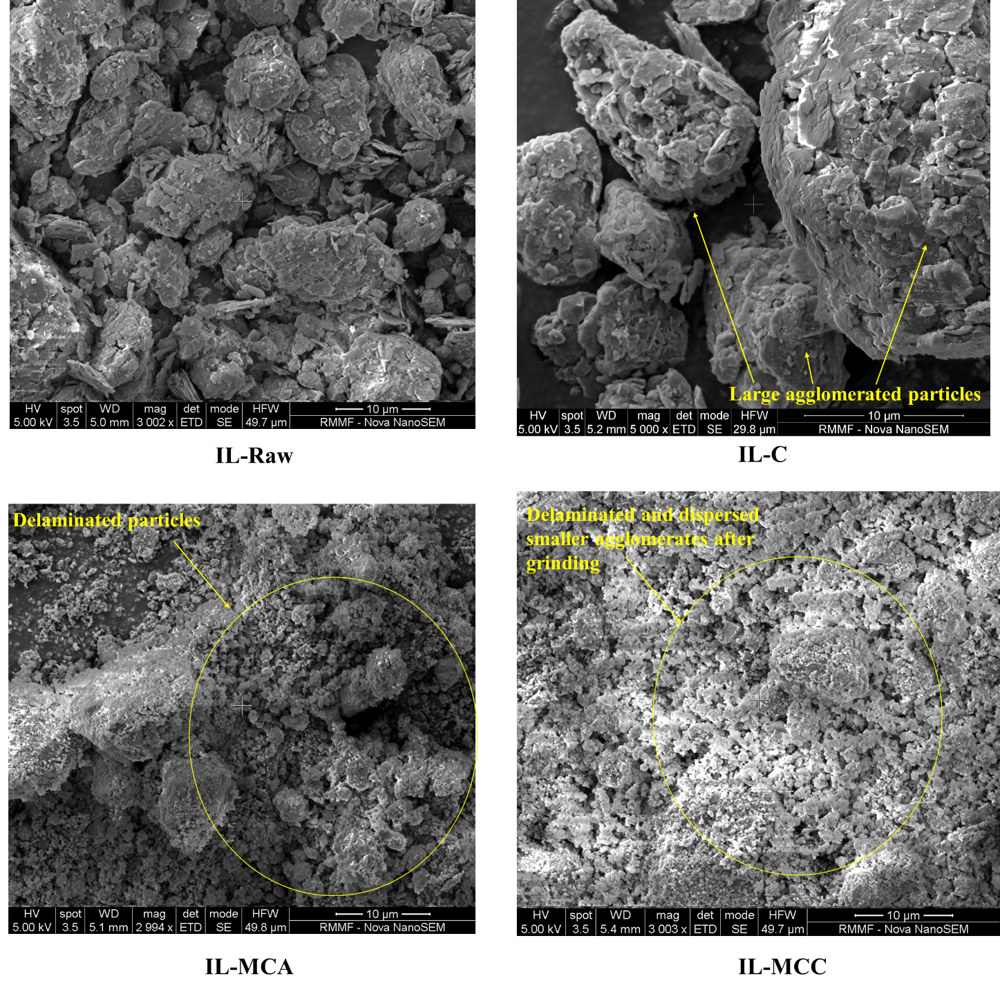 Large agglomerated particles
HV spot WD mag det mode HFW 10 µm
5.00 kV 3.5 5.0 mm 3 002 x ETD SE 49.7 µm RMMF - Nova NanoSEM
HV spot WD mag det mode HFW 10 µm
5.00 kV 3.5 5.2 mm 5 000 x ETD SE 29.8 µm RMMF - Nova NanoSEM
IL-Raw
IL-C
Delaminated particles
Delaminated and dispersed
smaller agglomerates after
grinding
HV spot WD mag det mode HFW 10 µm
5.00 kV 3.5 5.1 mm 2 994 x ETD SE 49.8 µm RMMF - Nova NanoSEM
HV spot WD mag det mode HFW 10 µm
5.00 kV 3.5 5.4 mm 3 003 x ETD SE 49.7 µm RMMF - Nova NanoSEM
IL-MCA
IL-MCC